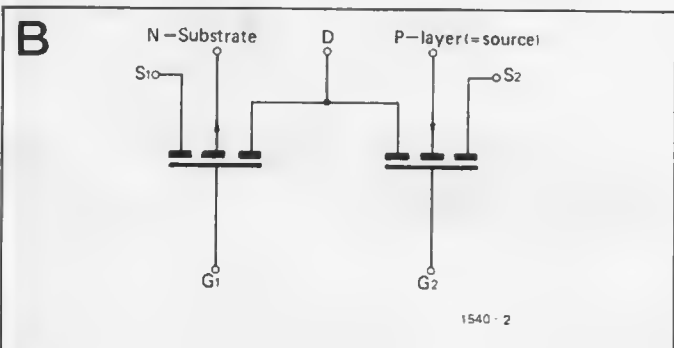 B
N-Substrate D P-layer(=source)
S1 S2
G1 G2
1540-2